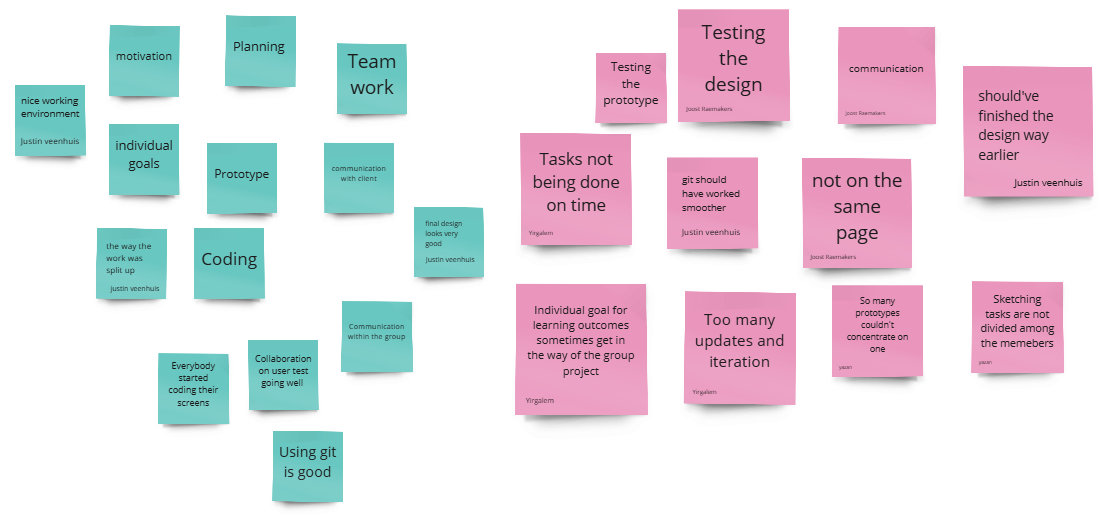 motivation
Planning
Team
work
nice working
environment
Justin veenhuis
individual
goals
Prototype
communication
with client
the way the
work was
split up
justin veenhuis
Coding
final design
looks very
good
Justin veenhuis
Communication
within the group
Everybody
started
coding their
screens
Collaboration
on user test
going well
Using git
is good
Testing
the
prototype
Testing
the
design
Joost Raemakers
communication
Joost Raemakers
should've
finished the
design way
earlier
Justin veenhuis
Tasks not
being done
on time
Yirgalem
git should
have worked
smoother
Justin veenhuis
not on the
same
page
Joost Raemakers
Individual goal for
learning outcomes
sometimes get in
the way of the group
project
Yirgalem
Too many
updates and
iteration
Yirgalem
So many
prototypes
couldn't
concentrate on
one
yazan
Sketching
tasks are not
divided among
the memebers
yazan